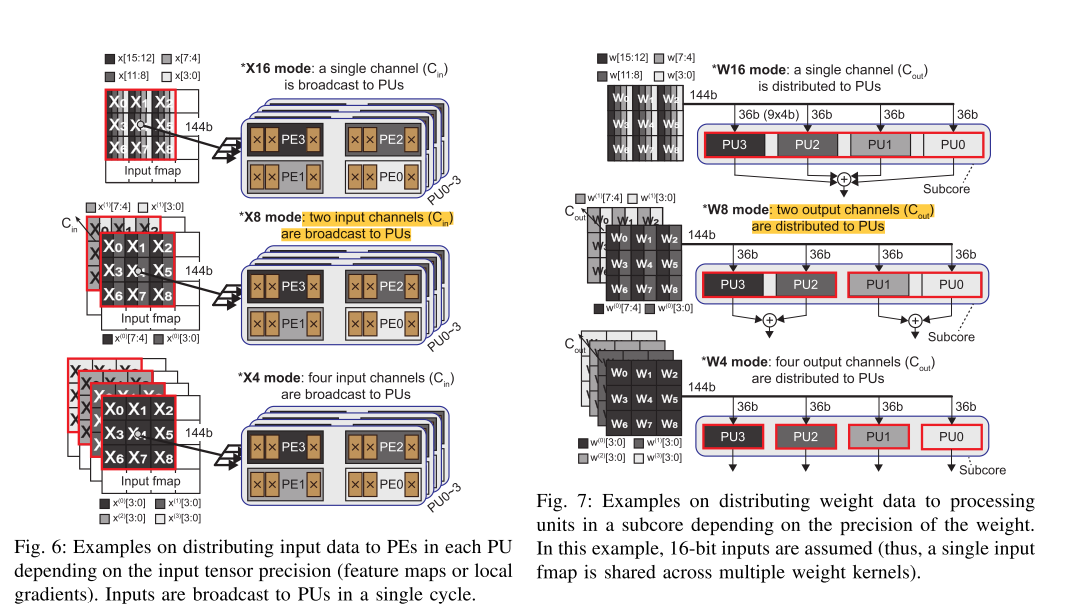 x[15:12] x[7:4]
x[11:8] x[3:0]
*X16 mode: a single channel (Cin)
is broadcast to PUs
X0 X1 X2
X3 X5
X6 X7 X8
144b
Input fmap
PE3 PE2
PE1 PE0
PU0~3
x(1)[7:4] x(1)[3:0]
Cin
*X8 mode: two input channels (Cin)
are broadcast to PUs
X0 X1 X2
X3 X4 X5
X6 X7 X8
144b
Input fmap
x(0)[7:4] x(0)[3:0]
PE3 PE2
PE1 PE0
PU0~3
*X4 mode: four input channels (Cin)
are broadcast to PUs
X0 X1 X2
X3 X4 X5
X6 X7 X8
144b
Input fmap
x(0)[3:0] x(1)[3:0]
x(2)[3:0] x(3)[3:0]
PE3 PE2
PE1 PE0
PU0~3
Fig. 6: Examples on distributing input data to PEs in each PU
depending on the input tensor precision (feature maps or local
gradients). Inputs are broadcast to PUs in a single cycle.
w[15:12] w[7:4]
w[11:8] w[3:0]
*W16 mode: a single channel (Cout)
is distributed to PUs
W0 W1 W2
W3 W4 W5
W6 W7 W8
144b
36b (9x4b) 36b 36b 36b
PU3 PU2 PU1 PU0
Subcore
w(1)[7:4] w(1)[3:0]
Cout
*W8 mode: two output channels (Cout)
are distributed to PUs
W0 W1 W2
W3 W4 W5
W6 W7 W8
144b
36b 36b 36b 36b
PU3 PU2 PU1 PU0
w(0)[7:4] w(0)[3:0]
Subcore
Cout
*W4 mode: four output channels (Cout)
are distributed to PUs
W0 W1 W2
W3 W4 W5
W6 W7 W8
144b
36b 36b 36b 36b
PU3 PU2 PU1 PU0
w(0)[3:0] w(1)[3:0]
w(2)[3:0] w(3)[3:0]
Subcore
Fig. 7: Examples on distributing weight data to processing
units in a subcore depending on the precision of the weight.
In this example, 16-bit inputs are assumed (thus, a single input
fmap is shared across multiple weight kernels).